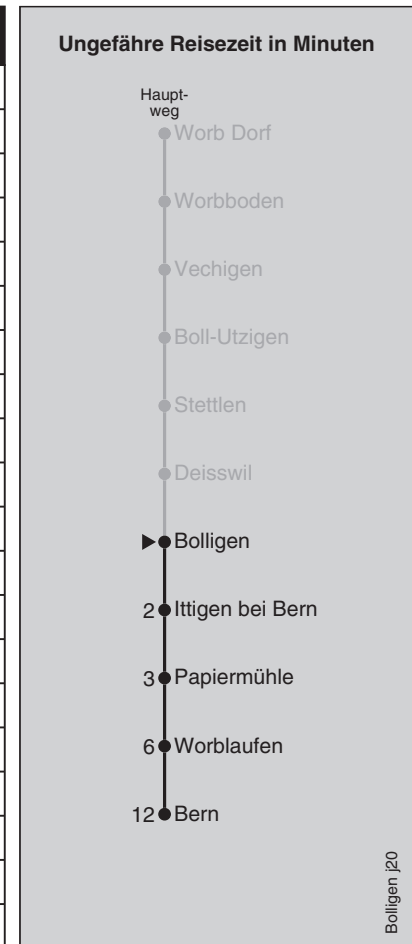 Ungefähre Reisezeit in Minuten
Haupt-
weg
Worb Dorf
Worbboden
Vechigen
Boll-Utzigen
Stettlen
Deisswil
Bolligen
2 Ittigen bei Bern
3 Papiermühle
6 Worblaufen
12 Bern
Bolligen j20